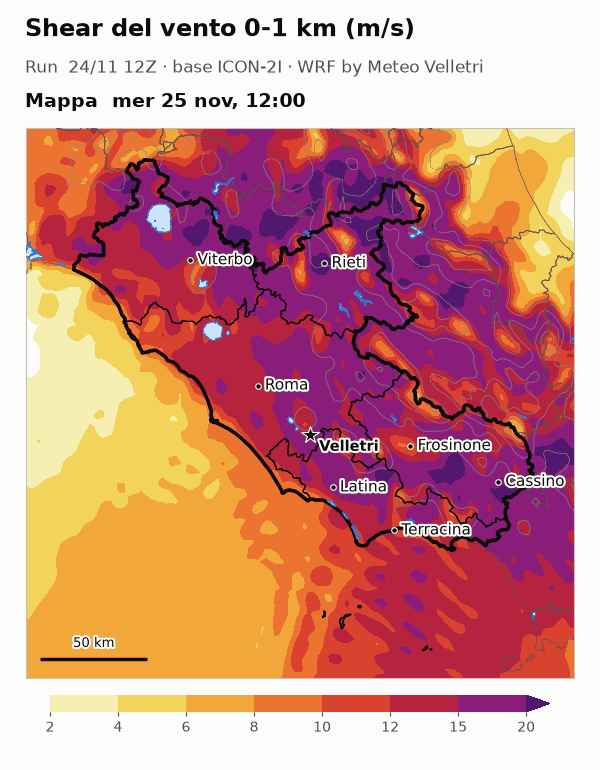 Shear del vento 0-1 km (m/s)
Run  24/11 12Z · base ICON-2I · WRF by Meteo Velletri
Mappa  mer 25 nov, 12:00
Viterbo
Rieti
Roma
Velletri
Frosinone
Cassino
Latina
Terracina
50 km
2 4 6 8 10 12 15 20